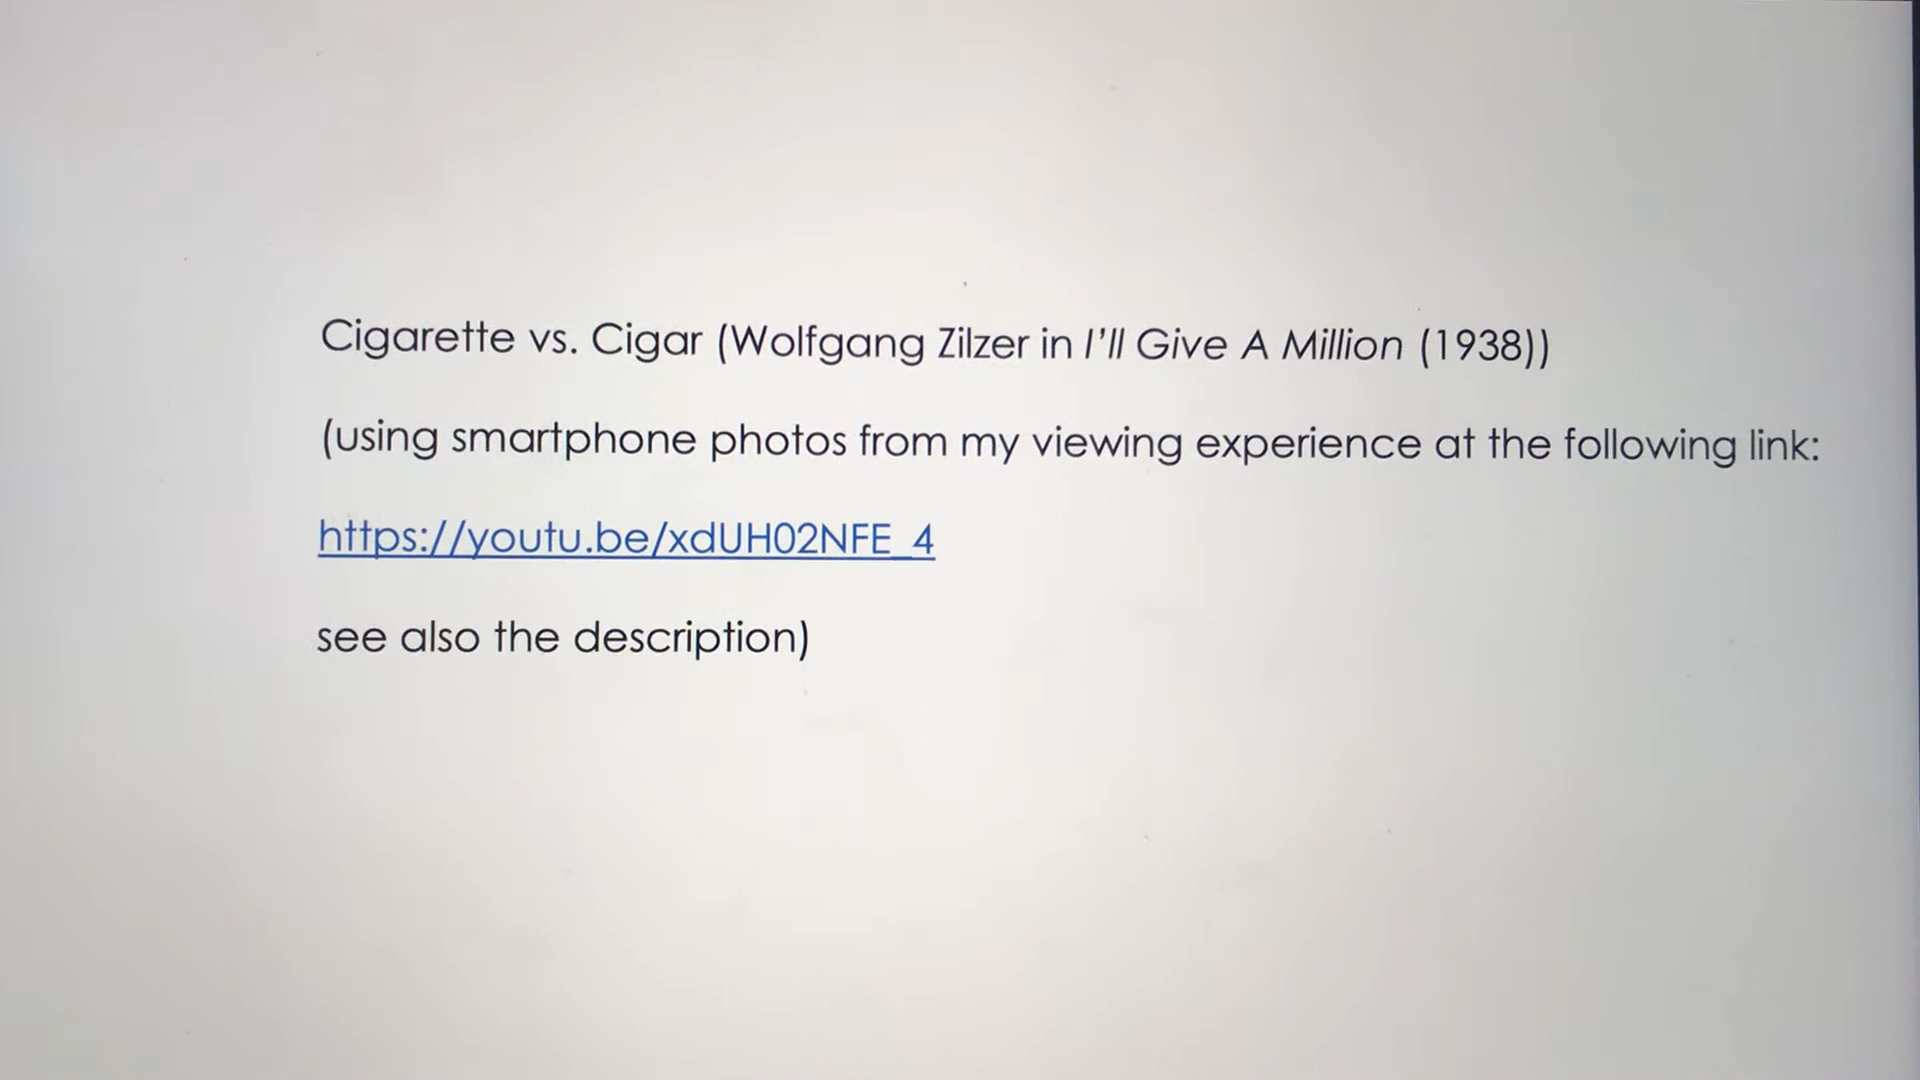 Cigarette vs. Cigar (Wolfgang Zilzer in I'll Give A Million (1938))
(using smartphone photos from my viewing experience at the following link:
https://youtu.be/xdUH02NFE_4
see also the description)